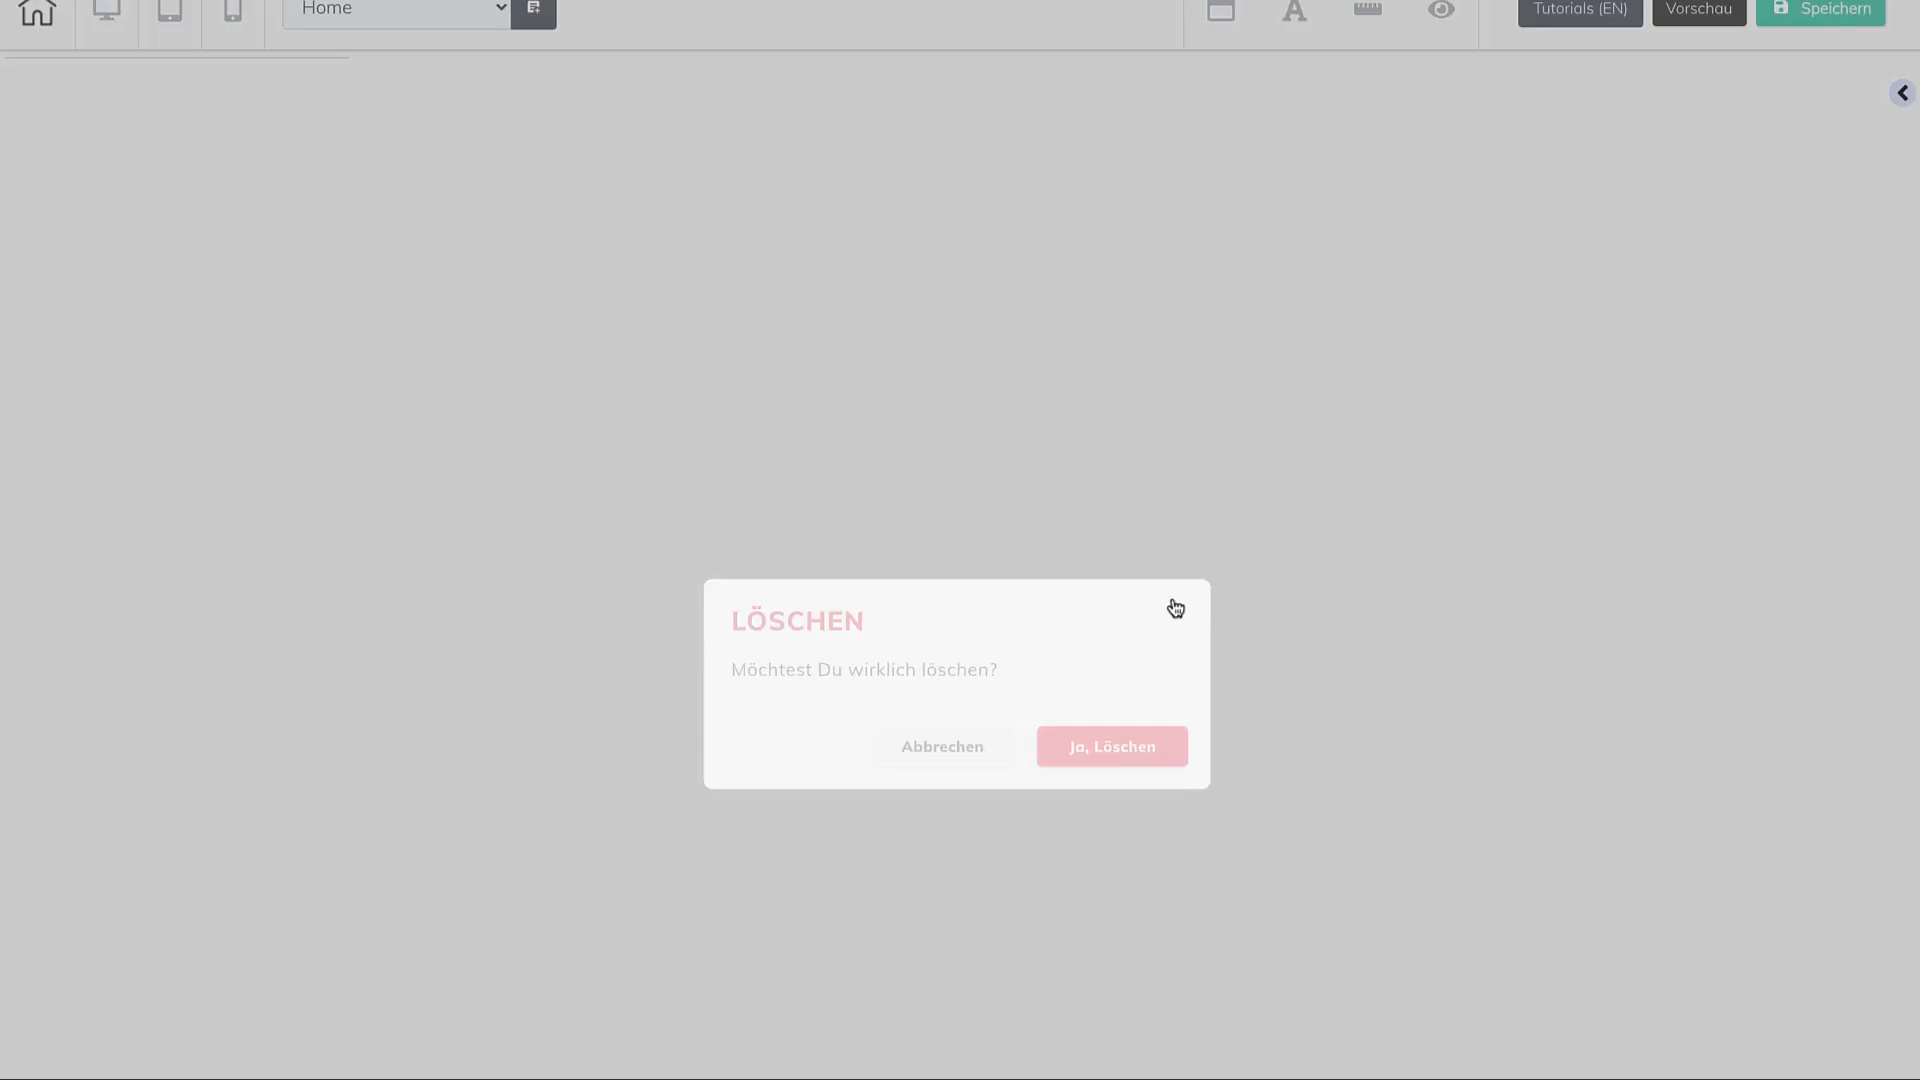 Home
A
Tutorials (EN)
Vorschau
Speichern
LÖSCHEN
Möchtest Du wirklich löschen?
Abbrechen
Ja, Löschen